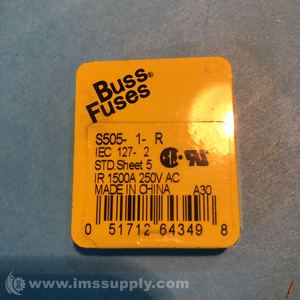 Buss®
Fuses
S505- 1- R
IEC 127- 2
STD.Sheet 5
IR 1500A 250V AC
MADE IN CHINA A30
0 51712 64349 8
© www.imssupply.com